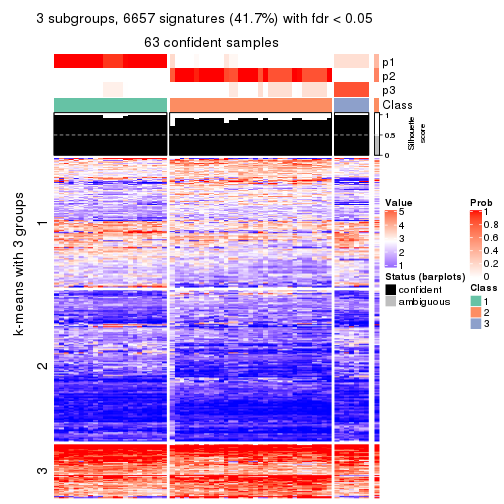 3 subgroups, 6657 signatures (41.7%) with fdr < 0.05
63 confident samples
p1
p2
p3
Class
1
0.5
0
Silhouette
score
k-means with 3 groups
1
2
3
Value
5
4
3
2
1
Status (barplots)
confident
ambiguous
Prob
1
0.8
0.6
0.4
0.2
0
Class
1
2
3